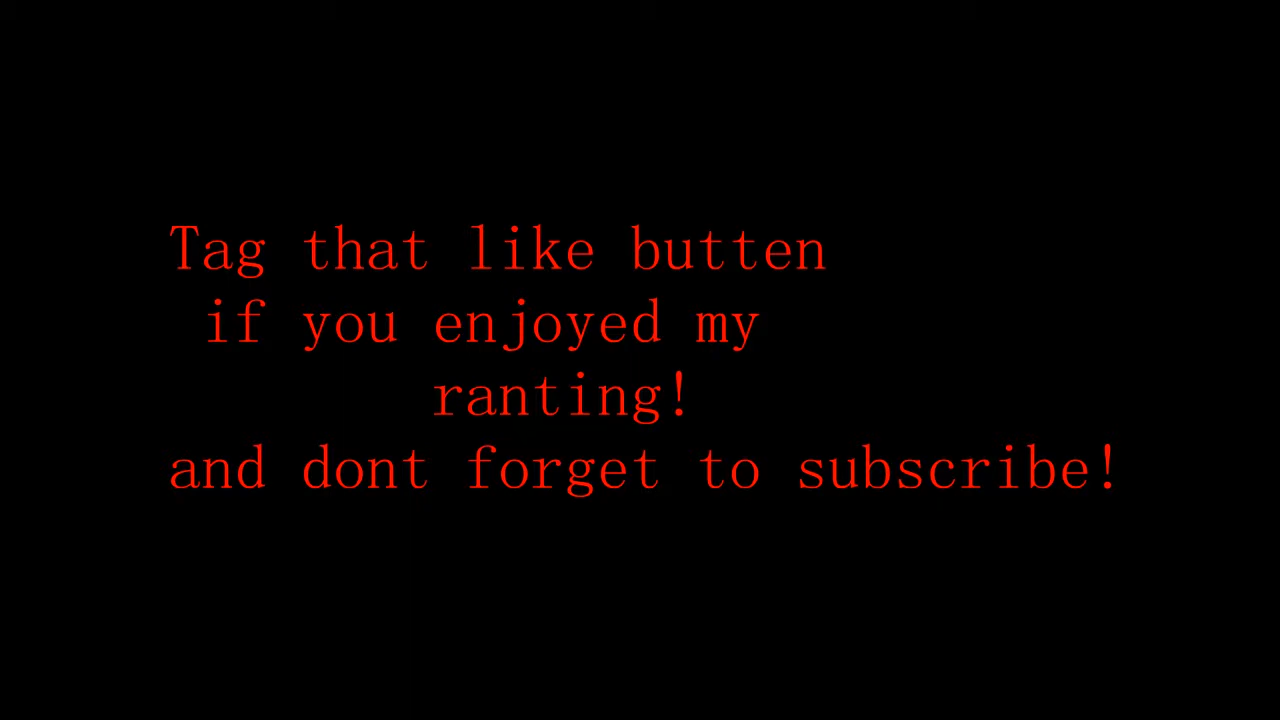 Tag that like butten
if you enjoyed my
ranting!
and dont forget to subscribe!